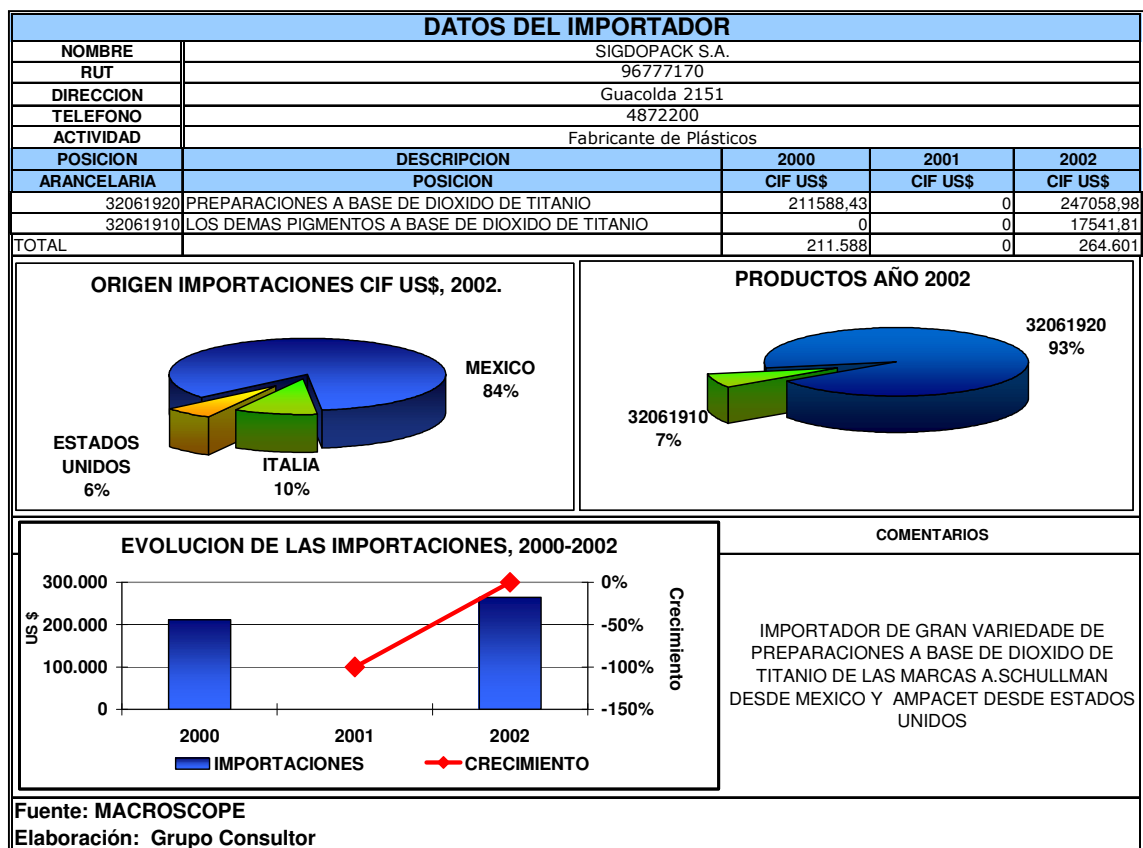 DATOS DEL IMPORTADOR
NOMBRE SIGDOPACK S.A.
RUT 96777170
DIRECCION Guacolda 2151
TELEFONO 4872200
ACTIVIDAD Fabricante de Plásticos
POSICION DESCRIPCION 2000 2001 2002
ARANCELARIA POSICION CIF US$ CIF US$ CIF US$
32061920 PREPARACIONES A BASE DE DIOXIDO DE TITANIO 211588,43 0 247058,98
32061910 LOS DEMAS PIGMENTOS A BASE DE DIOXIDO DE TITANIO 0 0 17541,81
TOTAL 211.588 0 264.601
ORIGEN IMPORTACIONES CIF US$, 2002.
MEXICO
84%
ESTADOS
UNIDOS
6%
ITALIA
10%
PRODUCTOS AÑO 2002
32061920
93%
32061910
7%
EVOLUCION DE LAS IMPORTACIONES, 2000-2002
US $
300.000
200.000
100.000
0
0%
-50%
-100%
-150%
Crecimiento
2000 2001 2002
IMPORTACIONES CRECIMIENTO
COMENTARIOS
IMPORTADOR DE GRAN VARIEDADE DE
PREPARACIONES A BASE DE DIOXIDO DE
TITANIO DE LAS MARCAS A.SCHULLMAN
DESDE MEXICO Y AMPACET DESDE ESTADOS
UNIDOS
Fuente: MACROSCOPE
Elaboración: Grupo Consultor